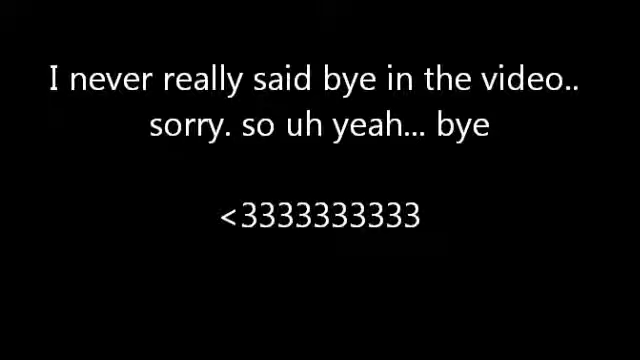 I never really said bye in the video..
sorry. so uh yeah... bye
<3333333333